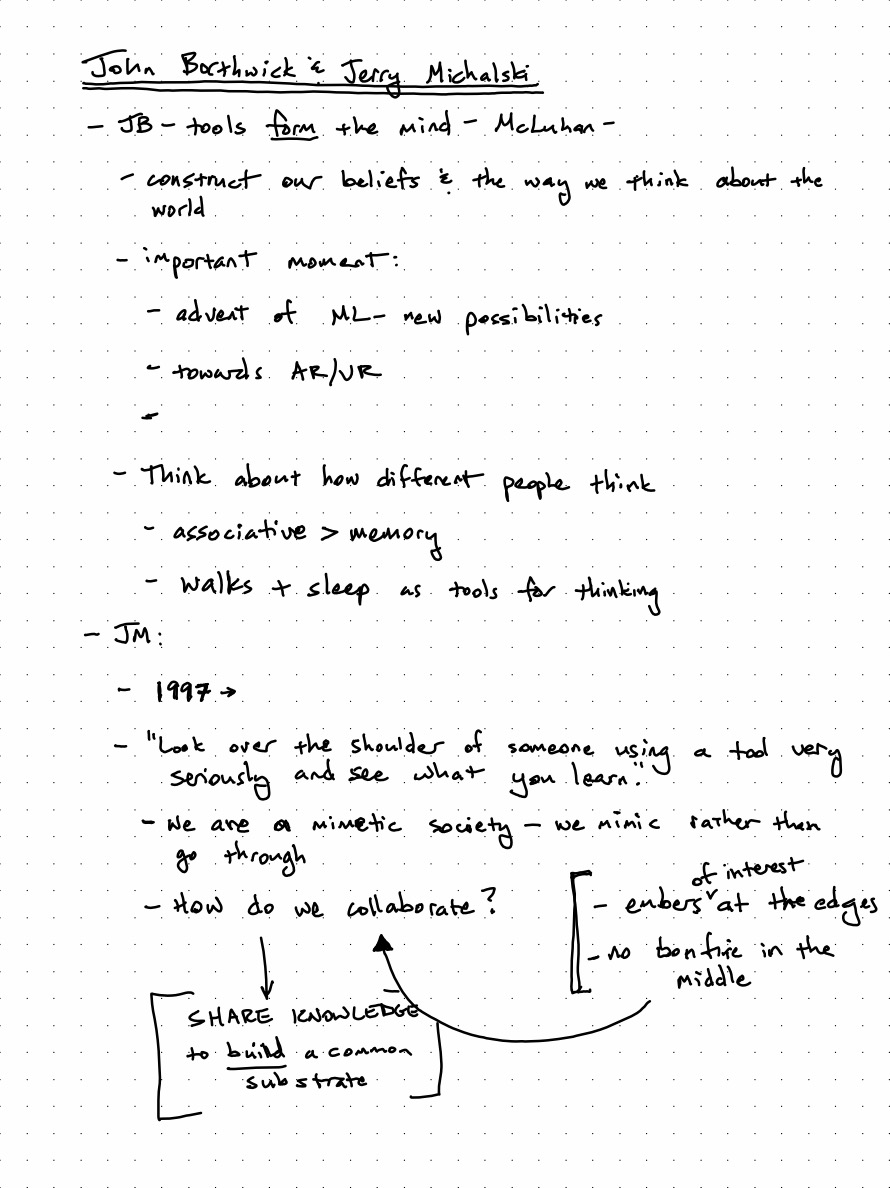 John Borthwick & Jerry Michalski
- JB - tools form the mind - McLuhan -
- construct our beliefs & the way we think about the
world
- important moment:
- advent of ML - new possibilities
- towards AR/VR
-
- Think about how different people think
- associative > memory
- walks + sleep as tools for thinking
- JM:
- 1997 →
- "Look over the shoulder of someone using a tool very
seriously and see what you learn."
- We are a mimetic society - we mimic rather than
go through
- How do we collaborate?
of interest
- embers ˅ at the edges
- no bonfire in the
middle
SHARE KNOWLEDGE
to build a common
substrate